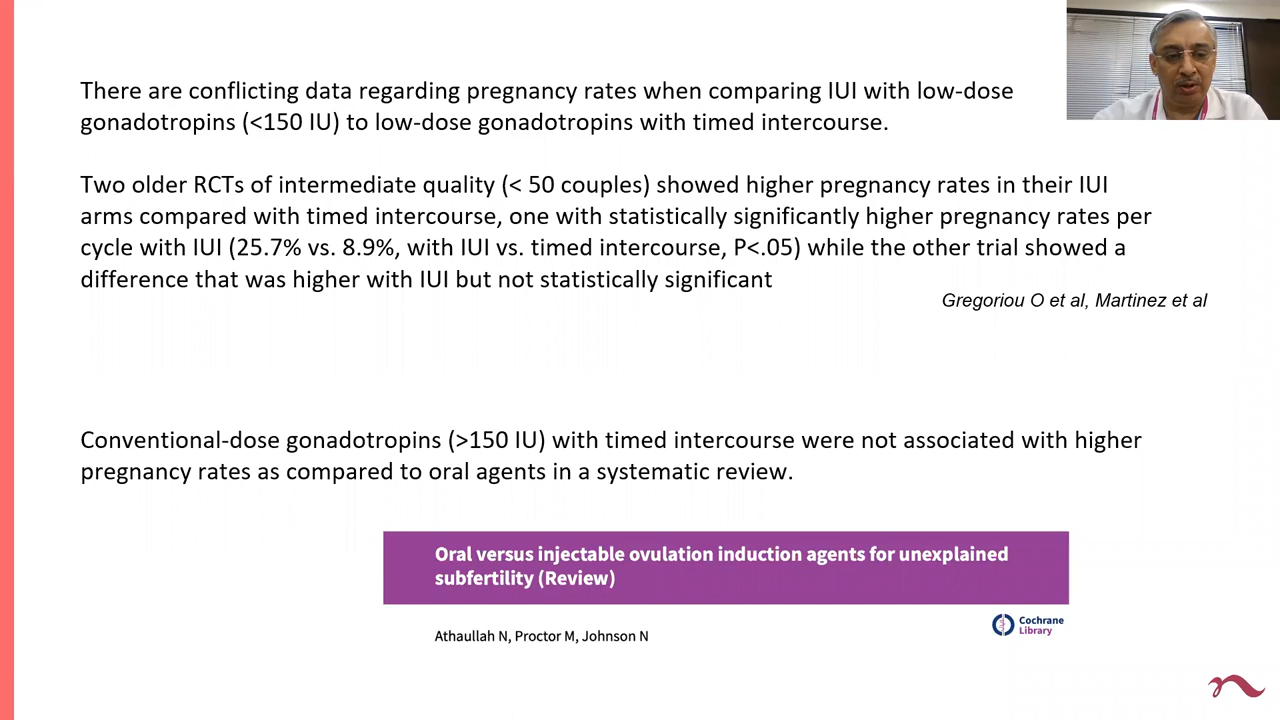 There are conflicting data regarding pregnancy rates when comparing IUI with low-dose
gonadotropins (<150 IU) to low-dose gonadotropins with timed intercourse.
Two older RCTs of intermediate quality (< 50 couples) showed higher pregnancy rates in their IUI
arms compared with timed intercourse, one with statistically significantly higher pregnancy rates per
cycle with IUI (25.7% vs. 8.9%, with IUI vs. timed intercourse, P<.05) while the other trial showed a
difference that was higher with IUI but not statistically significant
Gregoriou O et al, Martinez et al
Conventional-dose gonadotropins (>150 IU) with timed intercourse were not associated with higher
pregnancy rates as compared to oral agents in a systematic review.
Oral versus injectable ovulation induction agents for unexplained
subfertility (Review)
Cochrane
Library
Athaullah N, Proctor M, Johnson N